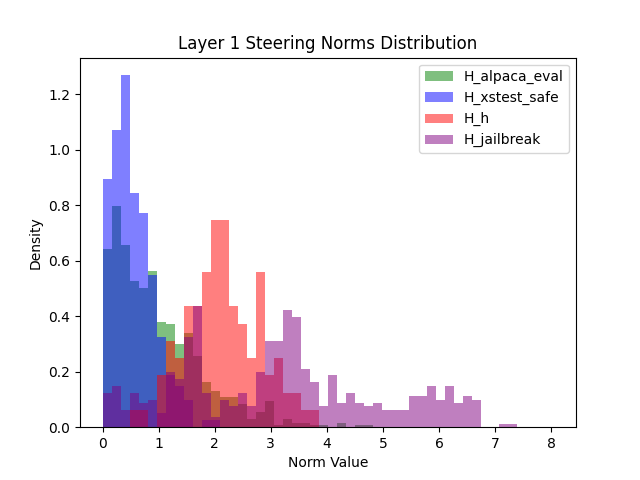 Layer 1 Steering Norms Distribution
H_alpaca_eval
H_xstest_safe
H_h
H_jailbreak
Density
1.2
1.0
0.8
0.6
0.4
0.2
0.0
0 1 2 3 4 5 6 7 8
Norm Value